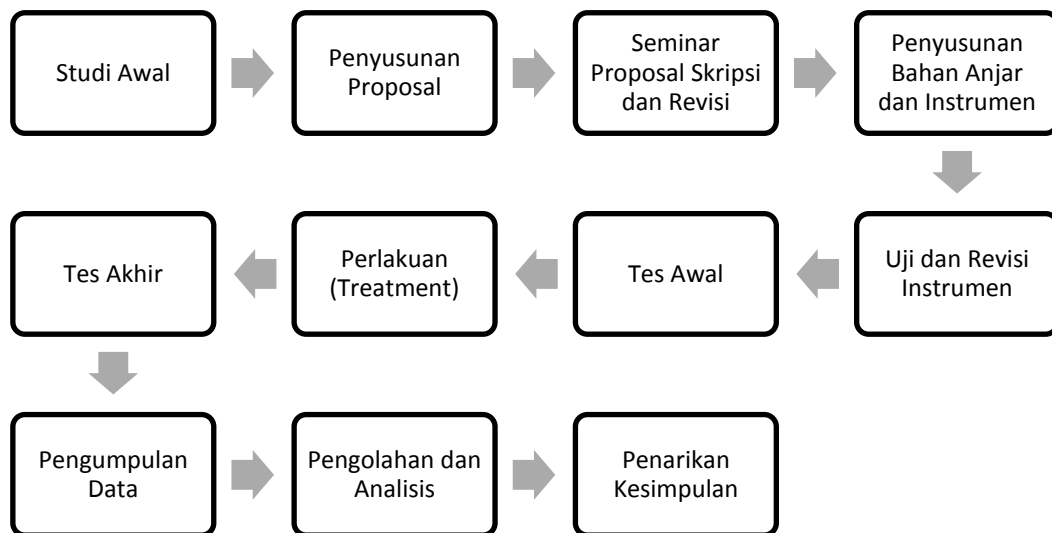 Studi Awal
Penyusunan
Proposal
Seminar
Proposal Skripsi
dan Revisi
Penyusunan
Bahan Anjar
dan Instrumen
Uji dan Revisi
Instrumen
Tes Awal
Perlakuan
(Treatment)
Tes Akhir
Pengumpulan
Data
Pengolahan dan
Analisis
Penarikan
Kesimpulan